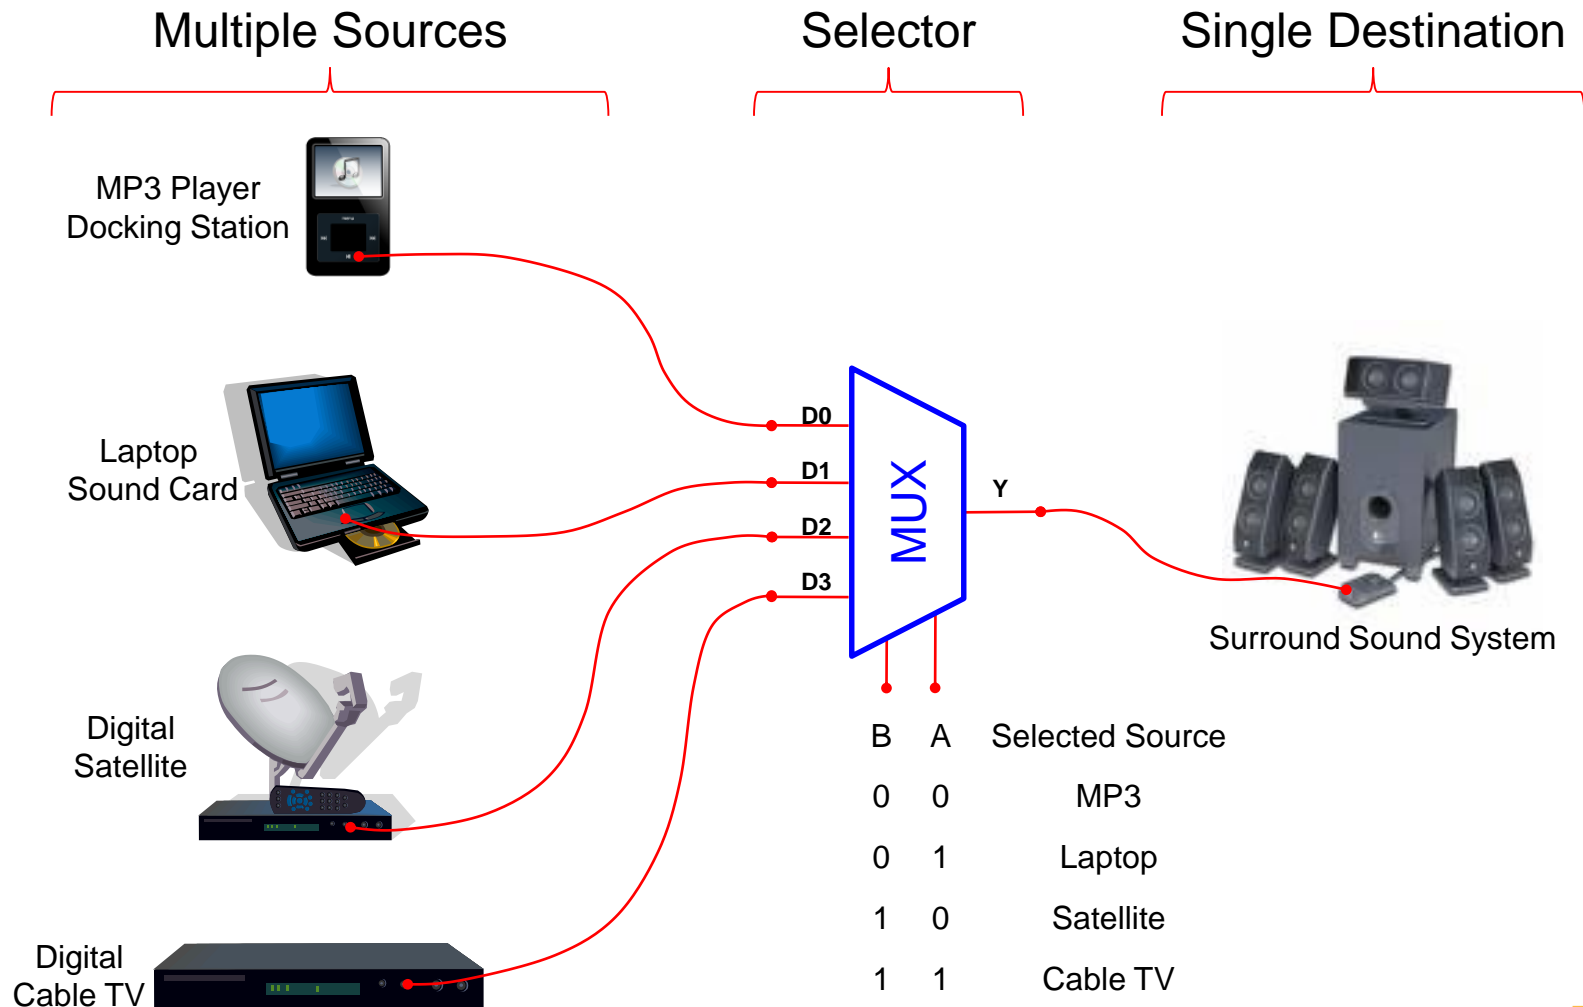 Multiple Sources
Selector
Single Destination
MP3 Player
Docking Station
Laptop
Sound Card
Digital
Satellite
Digital
Cable TV
D0
D1
D2
D3
MUX
Y
Surround Sound System
B A Selected Source
0 0 MP3
0 1 Laptop
1 0 Satellite
1 1 Cable TV